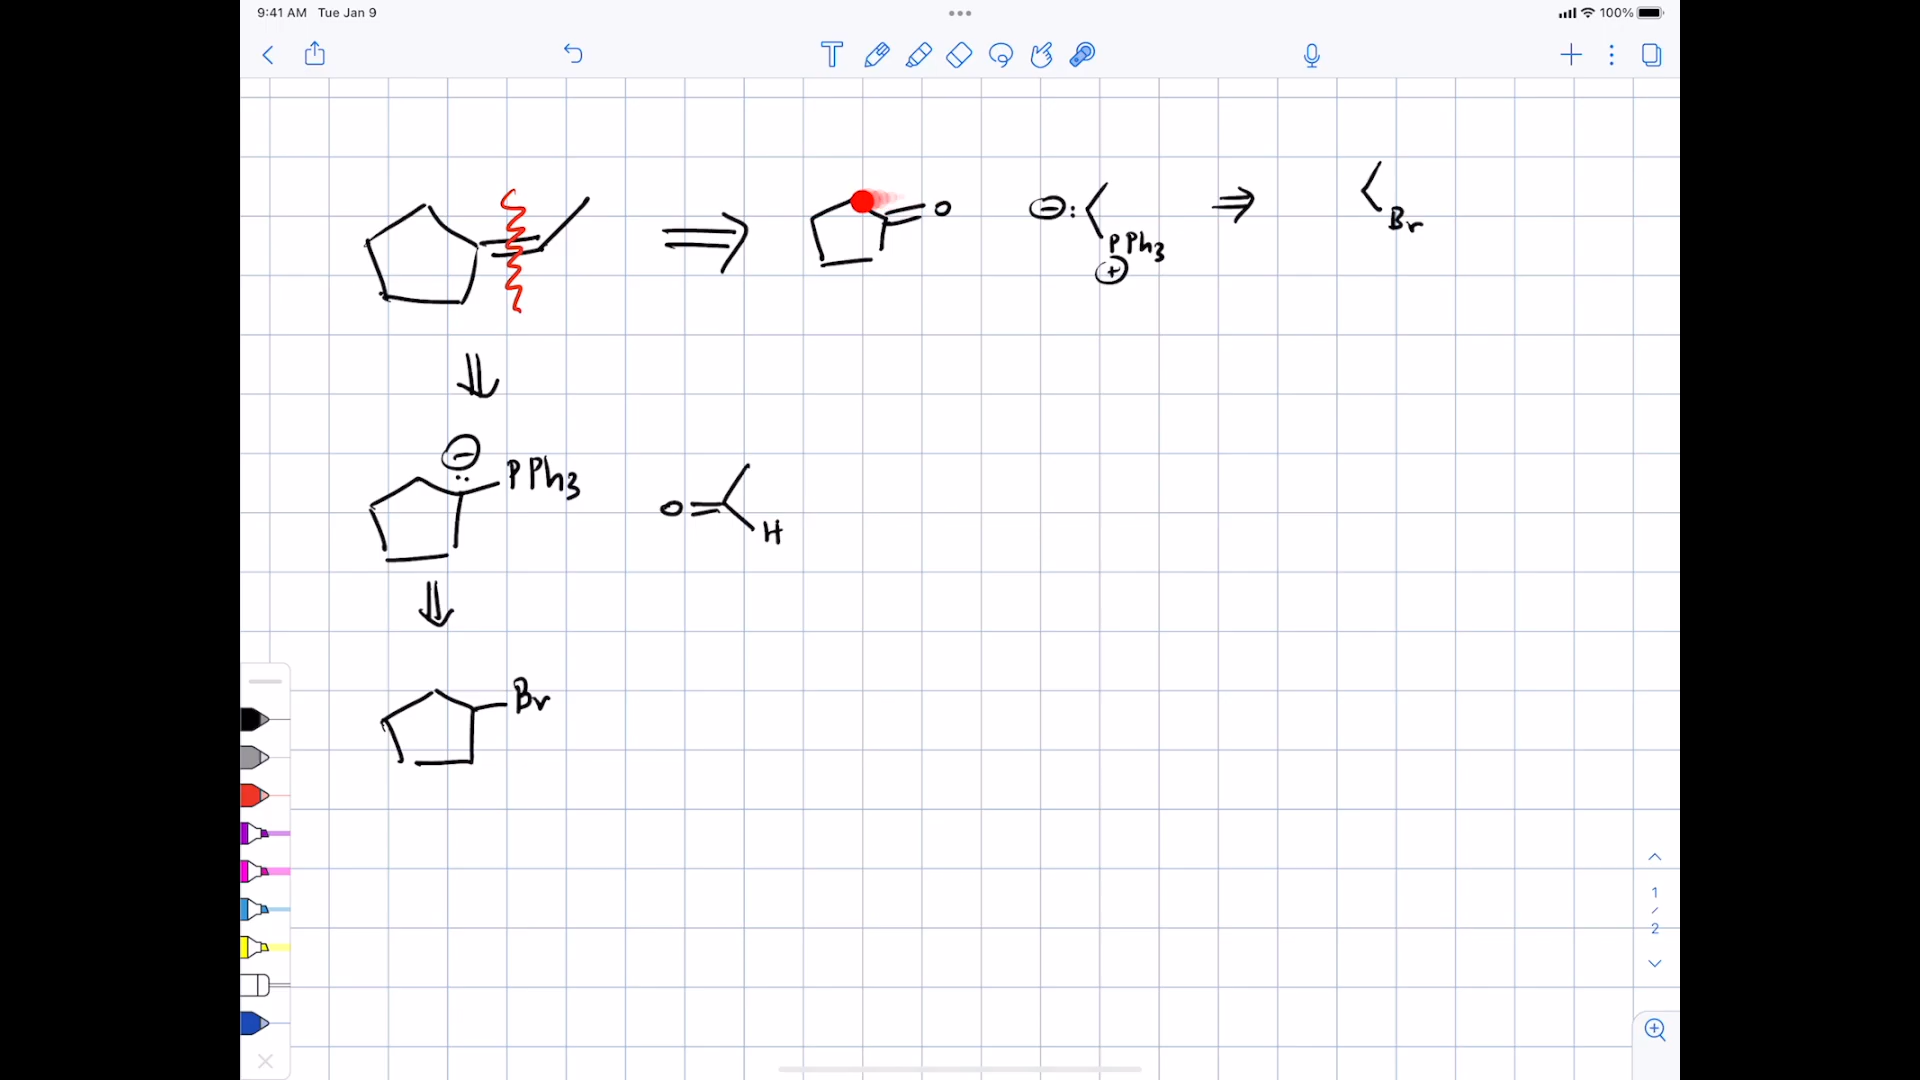 9:41 AM Tue Jan 9
100%
T
O
⊖:
PPh3
⊕
Br
⊖
..
PPh3
O
H
Br
1
/
2